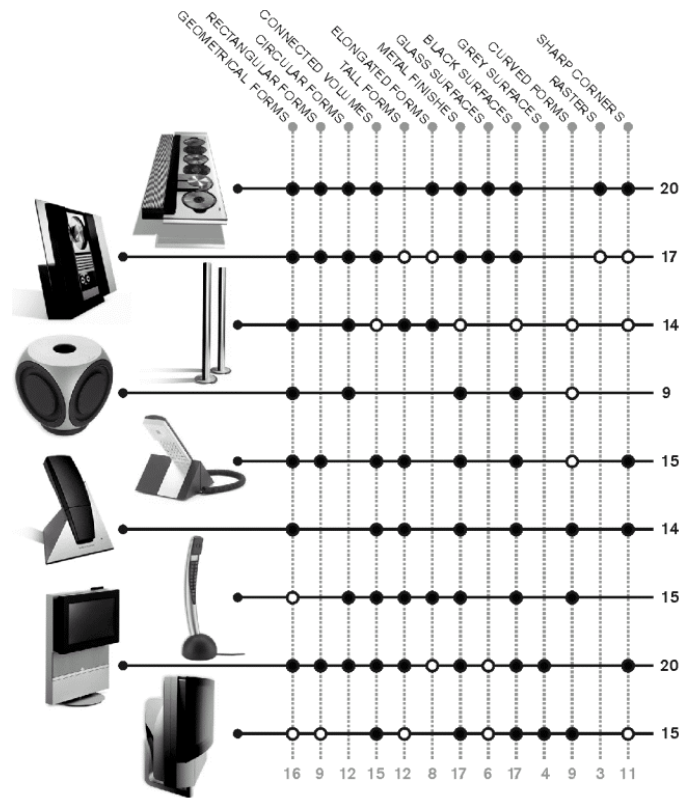 GEOMETRICAL FORMS
RECTANGULAR FORMS
CIRCULAR FORMS
CONNECTED VOLUMES
TALL FORMS
ELONGATED FORMS
METAL FINISHES
GLASS SURFACES
BLACK SURFACES
GREY SURFACES
CURVED FORMS
RASTERS
SHARP CORNERS
20
17
14
9
15
14
15
20
15
16 9 12 15 12 8 17 6 17 4 9 3 11